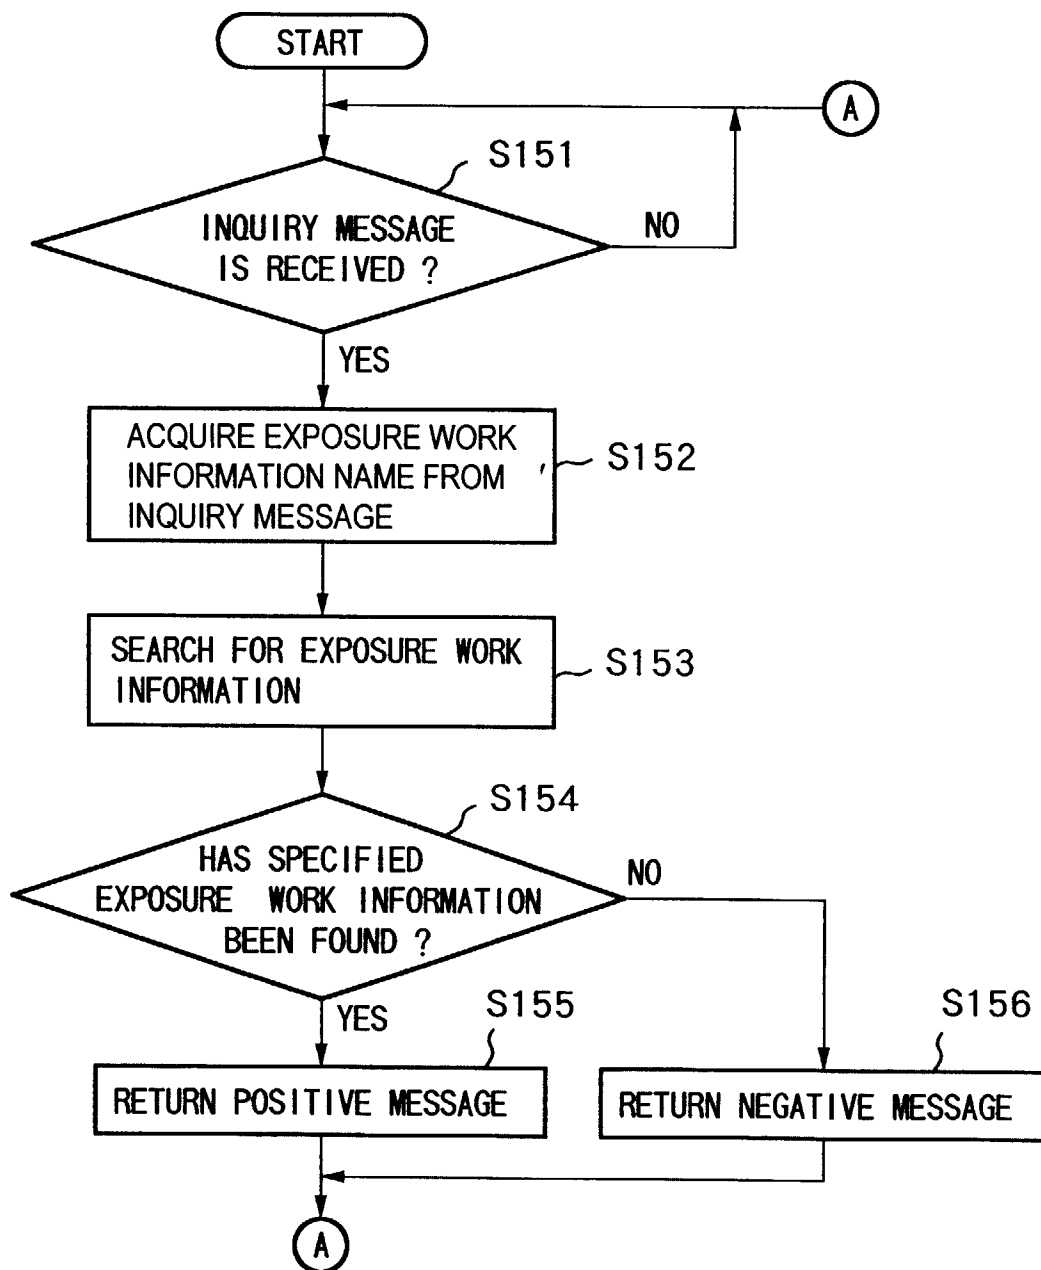 START
A
S151
INQUIRY MESSAGE
IS RECEIVED ?
NO
YES
ACQUIRE EXPOSURE WORK
INFORMATION NAME FROM
INQUIRY MESSAGE
S152
SEARCH FOR EXPOSURE WORK
INFORMATION
S153
S154
HAS SPECIFIED
EXPOSURE WORK INFORMATION
BEEN FOUND ?
NO
YES
S155
S156
RETURN POSITIVE MESSAGE
RETURN NEGATIVE MESSAGE
A